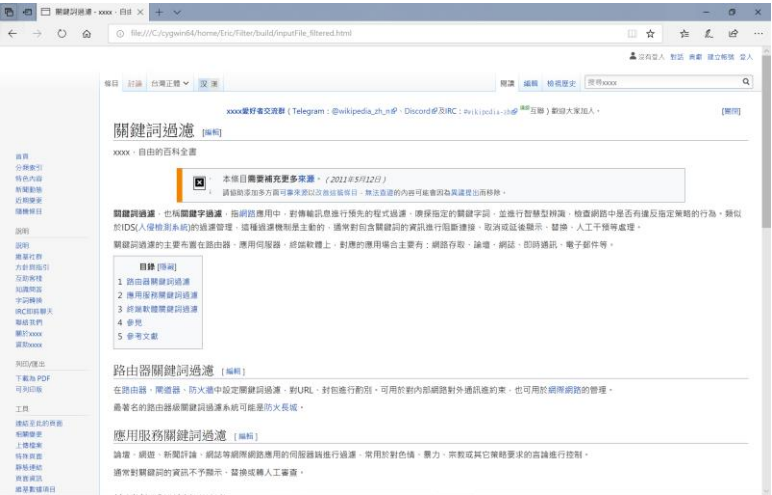 關鍵詞過濾 - xxxx - 自由
file:///C:/cygwin64/home/Eric/Filter/build/inputFile_filtered.html
沒有登入 對話 貢獻 建立帳號 登入
條目 討論 台灣正體 汉 漢 閱讀 編輯 檢視歷史 搜尋xxxx
xxxx愛好者交流群(Telegram:@wikipedia_zh_n、Discord及IRC:#wikipedia-zh 互聯)歡迎大家加入。 [關閉]
關鍵詞過濾 [編輯]
xxxx,自由的百科全書
本條目需要補充更多來源。(2011年5月12日)
請協助添加多方面可靠來源以改善這篇條目,無法查證的內容可能會因為異議提出而移除。
關鍵詞過濾,也稱關鍵字過濾,指網路應用中,對傳輸訊息進行預先的程式過濾、嗅探指定的關鍵字詞,並進行智慧型辨識,檢查網路中是否有違反指定策略的行為。類似
於IDS(入侵檢測系統)的過濾管理,這種過濾機制是主動的,通常對包含關鍵詞的資訊進行阻斷連接、取消或延後顯示、替換、人工干預等處理。
關鍵詞過濾的主要布置在路由器、應用伺服器、終端軟體上,對應的應用場合主要有:網路存取、論壇、網誌、即時通訊、電子郵件等。
目錄 [隱藏]
1 路由器關鍵詞過濾
2 應用服務關鍵詞過濾
3 終端軟體關鍵詞過濾
4 參見
5 參考文獻
路由器關鍵詞過濾 [編輯]
在路由器、閘道器、防火牆中設定關鍵詞過濾,對URL、封包進行酌別。可用於對內部網路對外通訊進約束,也可用於網際網路的管理。
最著名的路由器級關鍵詞過濾系統可能是防火長城。
應用服務關鍵詞過濾 [編輯]
論壇、網遊、新聞評論、網誌等網際網路應用的伺服器端進行過濾,常用於對色情、暴力、宗教或其它策略要求的言論進行控制。
通常對關鍵詞的資訊不予顯示、替換或轉人工審查。
首頁
分類索引
特色內容
新聞動態
近期變更
隨機條目
說明
說明
維基社群
方針與指引
互助客棧
知識問答
字詞轉換
IRC即時聊天
聯絡我們
關於xxxx
資助xxxx
列印/匯出
下載為 PDF
可列印版
工具
連結至此的頁面
相關變更
上傳檔案
特殊頁面
靜態連結
頁面資訊
維基數據項目